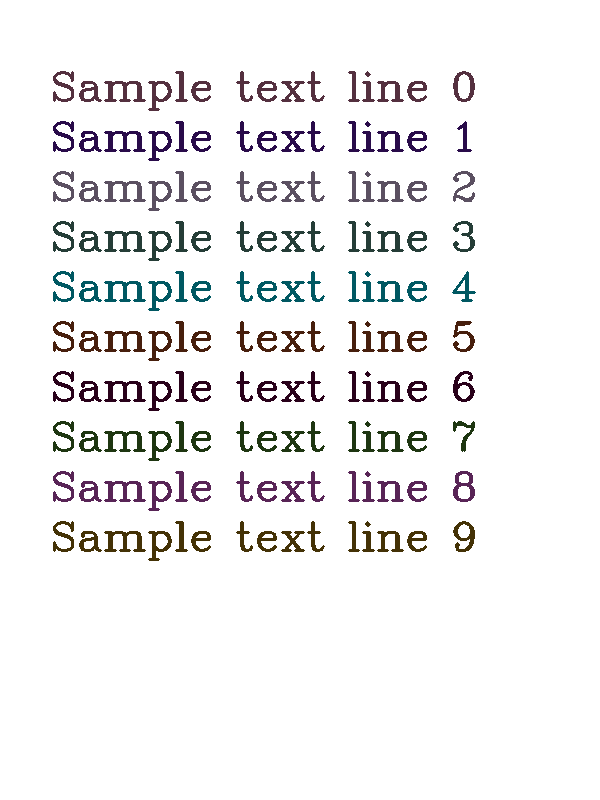 Sample text line 0
Sample text line 1
Sample text line 2
Sample text line 3
Sample text line 4
Sample text line 5
Sample text line 6
Sample text line 7
Sample text line 8
Sample text line 9